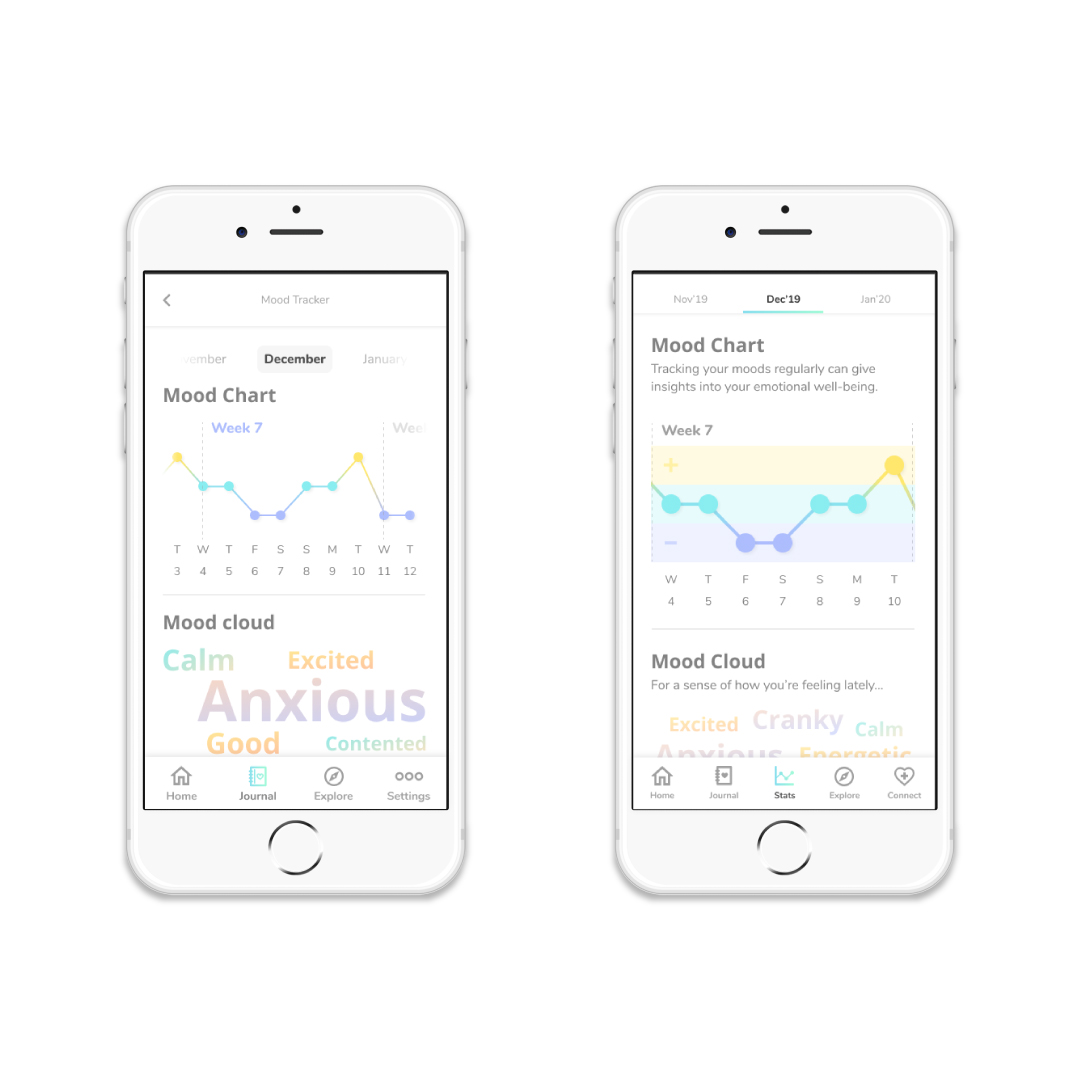 Mood Tracker
vember December January
Mood Chart
Week 7 Wee
T W T F S S M T W T
3 4 5 6 7 8 9 10 11 12
Mood cloud
Calm Excited
Anxious
Good Contented
Home Journal Explore Settings
Nov'19 Dec'19 Jan'20
Mood Chart
Tracking your moods regularly can give
insights into your emotional well-being.
Week 7
+
−
W T F S S M T
4 5 6 7 8 9 10
Mood Cloud
For a sense of how you're feeling lately...
Excited Cranky Calm
Anxious Energetic
Home Journal Stats Explore Connect